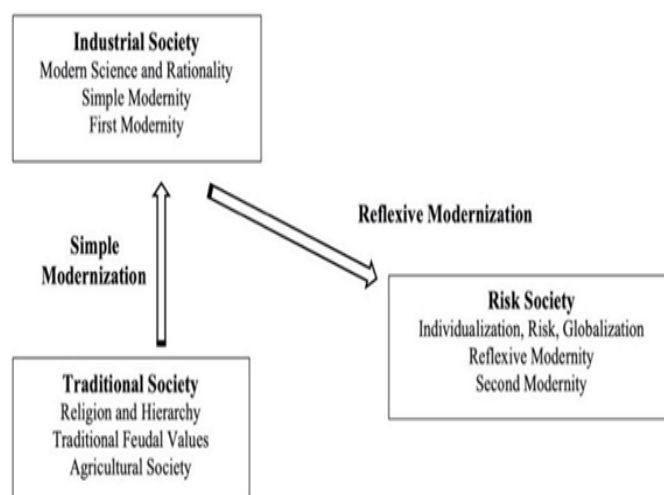 Industrial Society
Modern Science and Rationality
Simple Modernity
First Modernity
Reflexive Modernization
Simple
Modernization
Risk Society
Individualization, Risk, Globalization
Reflexive Modernity
Second Modernity
Traditional Society
Religion and Hierarchy
Traditional Feudal Values
Agricultural Society